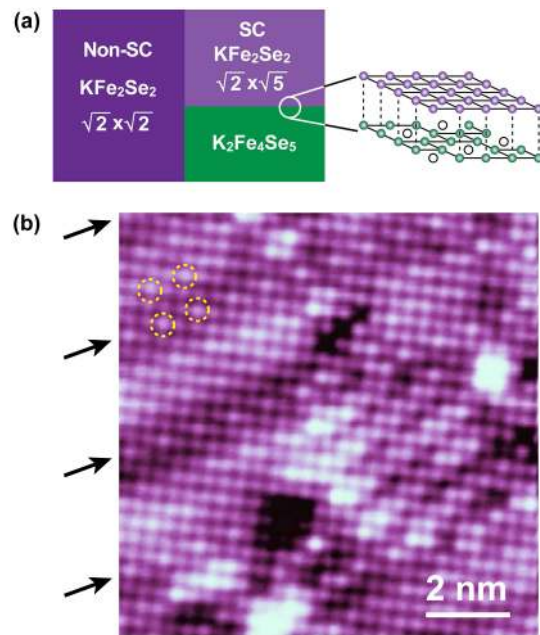 (a)
Non-SC
KFe₂Se₂
√2 x√2
SC
KFe₂Se₂
√2 x√5
K₂Fe₄Se₅
(b)
2 nm